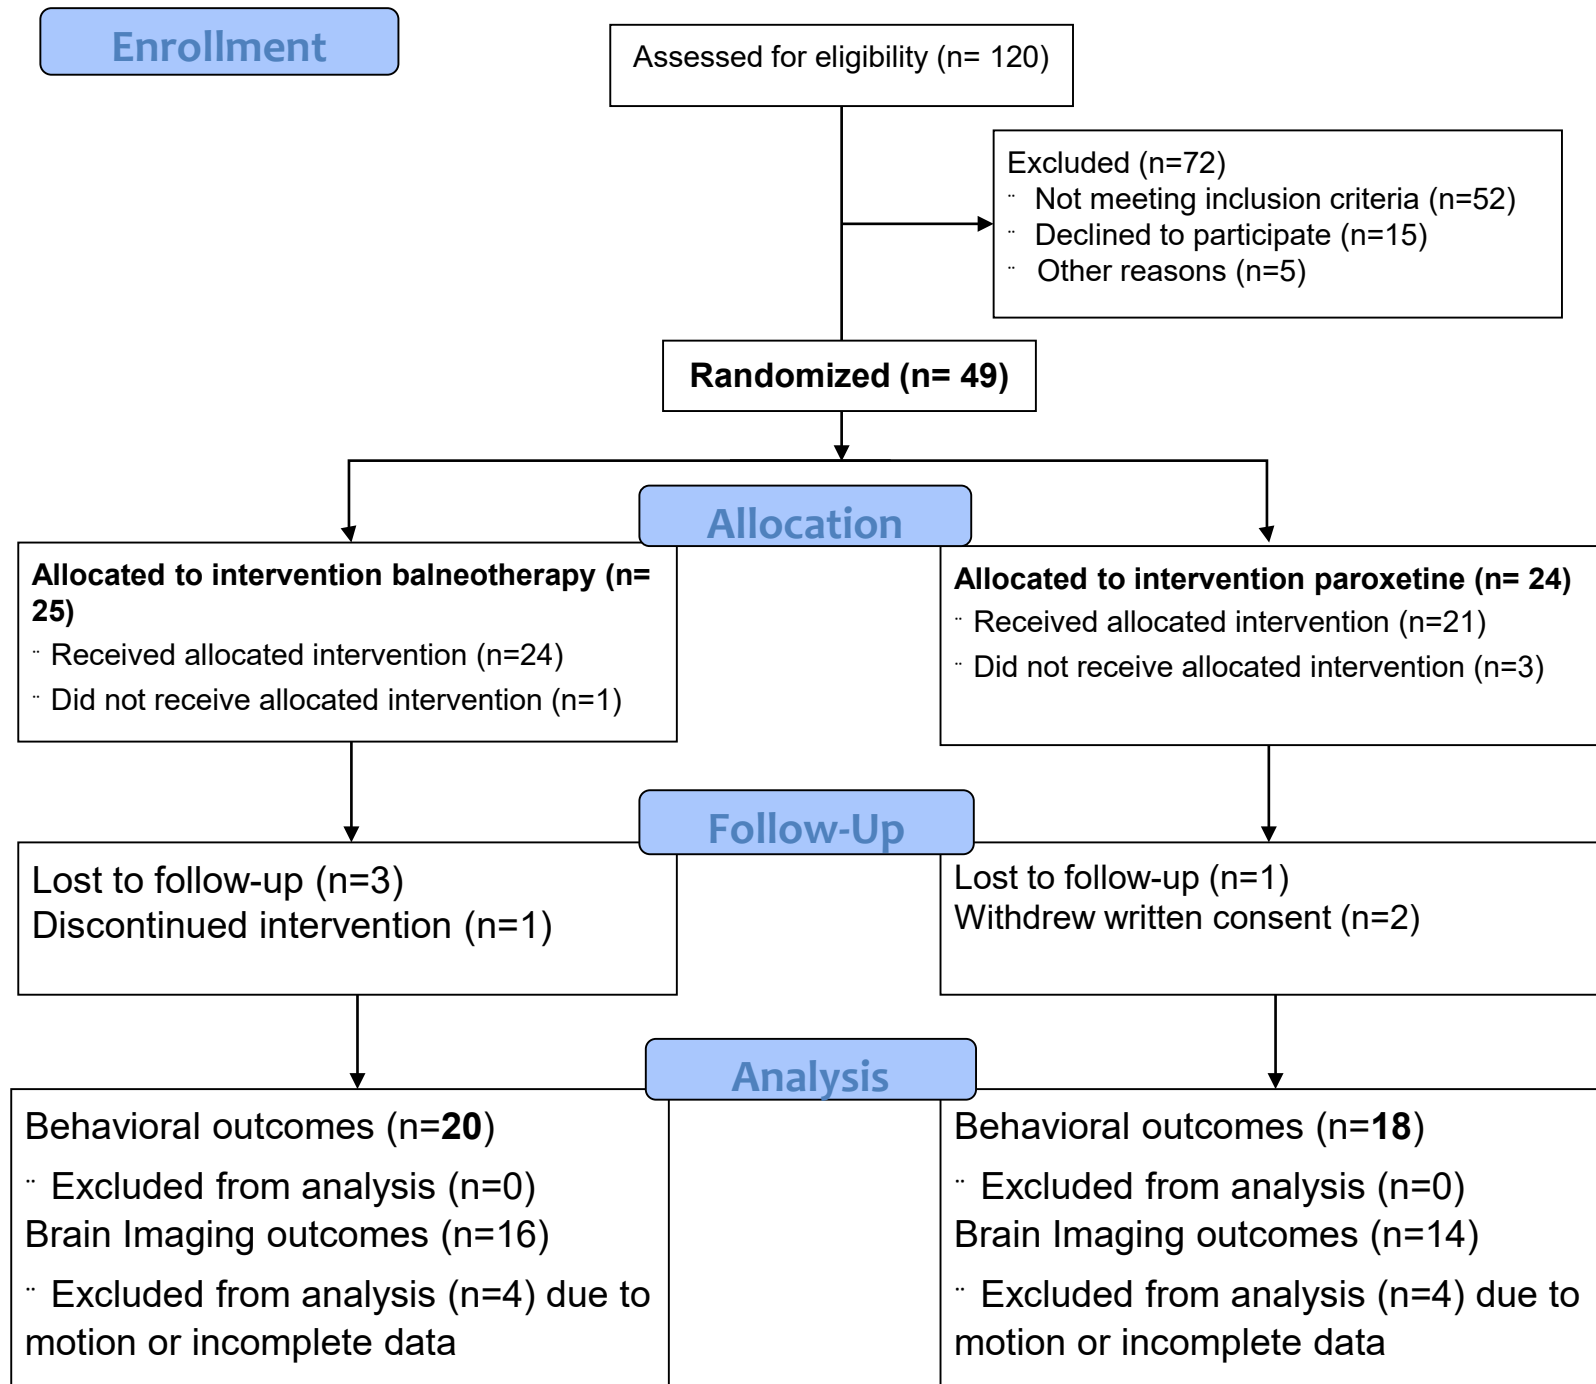 Enrollment
Assessed for eligibility (n= 120)
Excluded (n=72)
¨ Not meeting inclusion criteria (n=52)
¨ Declined to participate (n=15)
¨ Other reasons (n=5)
Randomized (n= 49)
Allocation
Allocated to intervention balneotherapy (n=
25)
¨ Received allocated intervention (n=24)
¨ Did not receive allocated intervention (n=1)
Allocated to intervention paroxetine (n= 24)
¨ Received allocated intervention (n=21)
¨ Did not receive allocated intervention (n=3)
Follow-Up
Lost to follow-up (n=3)
Discontinued intervention (n=1)
Lost to follow-up (n=1)
Withdrew written consent (n=2)
Analysis
Behavioral outcomes (n=20)
¨ Excluded from analysis (n=0)
Brain Imaging outcomes (n=16)
¨ Excluded from analysis (n=4) due to
motion or incomplete data
Behavioral outcomes (n=18)
¨ Excluded from analysis (n=0)
Brain Imaging outcomes (n=14)
¨ Excluded from analysis (n=4) due to
motion or incomplete data